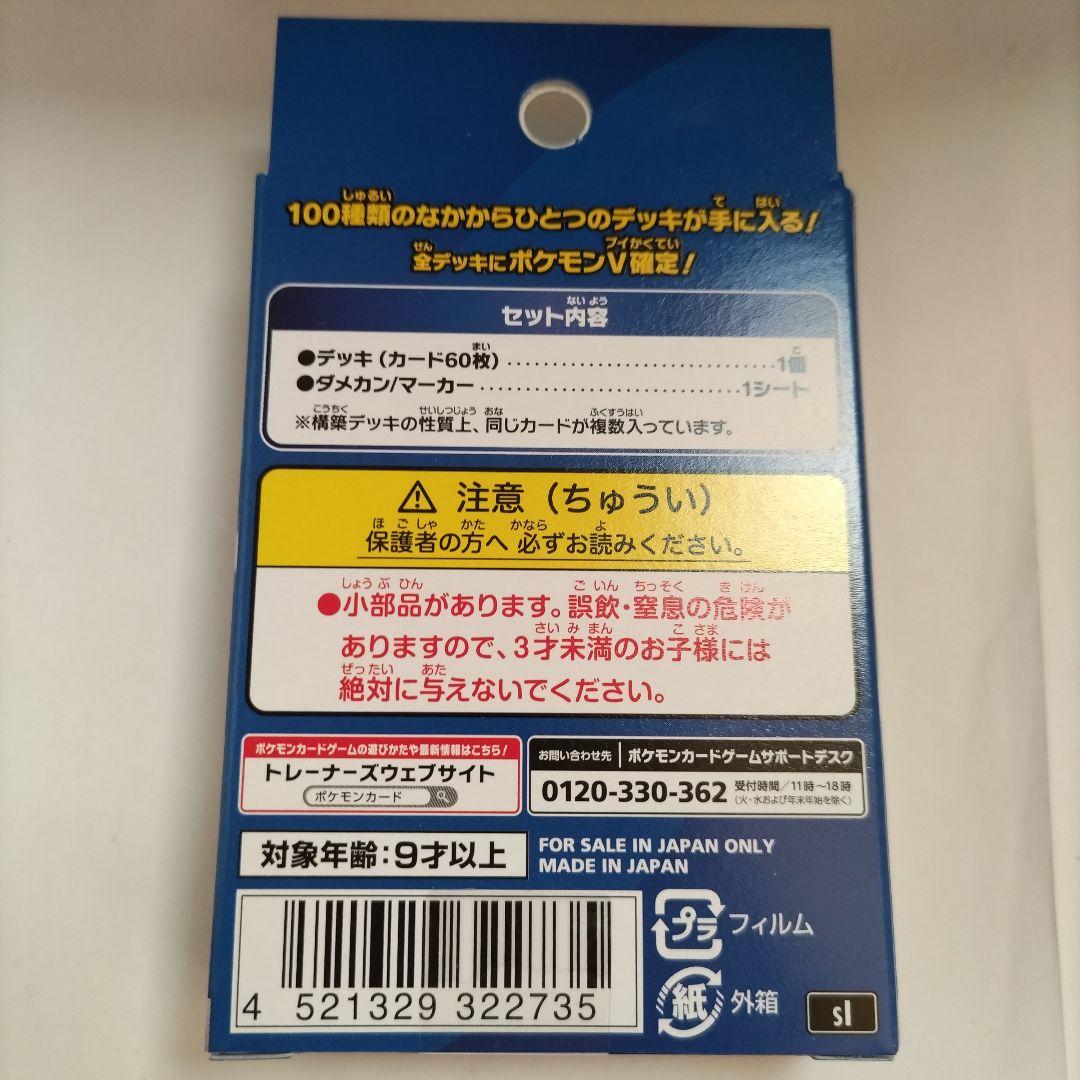 100種類のなかからひとつのデッキが手に入る!
全デッキにポケモンV確定!
セット内容
●デッキ(カード60枚)..............................1個
●ダメカン/マーカー..............................1シート
※構築デッキの性質上、同じカードが複数入っています。
⚠ 注意(ちゅうい)
保護者の方へ 必ずお読みください。
●小部品があります。誤飲・窒息の危険が
ありますので、3才未満のお子様には
絶対に与えないでください。
ポケモンカードゲームの遊びかたや最新情報はこちら!
トレーナーズウェブサイト
ポケモンカード
お問い合わせ先 ポケモンカードゲームサポートデスク
0120-330-362 受付時間/11時~18時
(火・水および年末年始を除く)
対象年齢:9才以上
FOR SALE IN JAPAN ONLY
MADE IN JAPAN
4 521329 322735
プラ フィルム
紙 外箱
sI